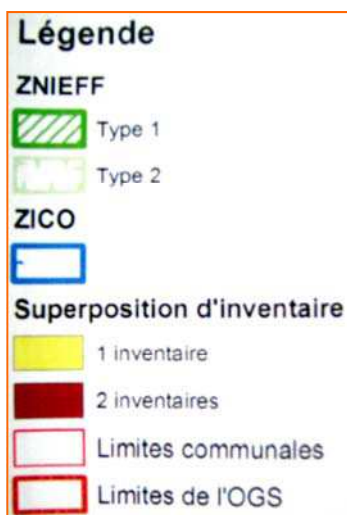 Légende
ZNIEFF
Type 1
Type 2
ZICO
Superposition d'inventaire
1 inventaire
2 inventaires
Limites communales
Limites de l'OGS